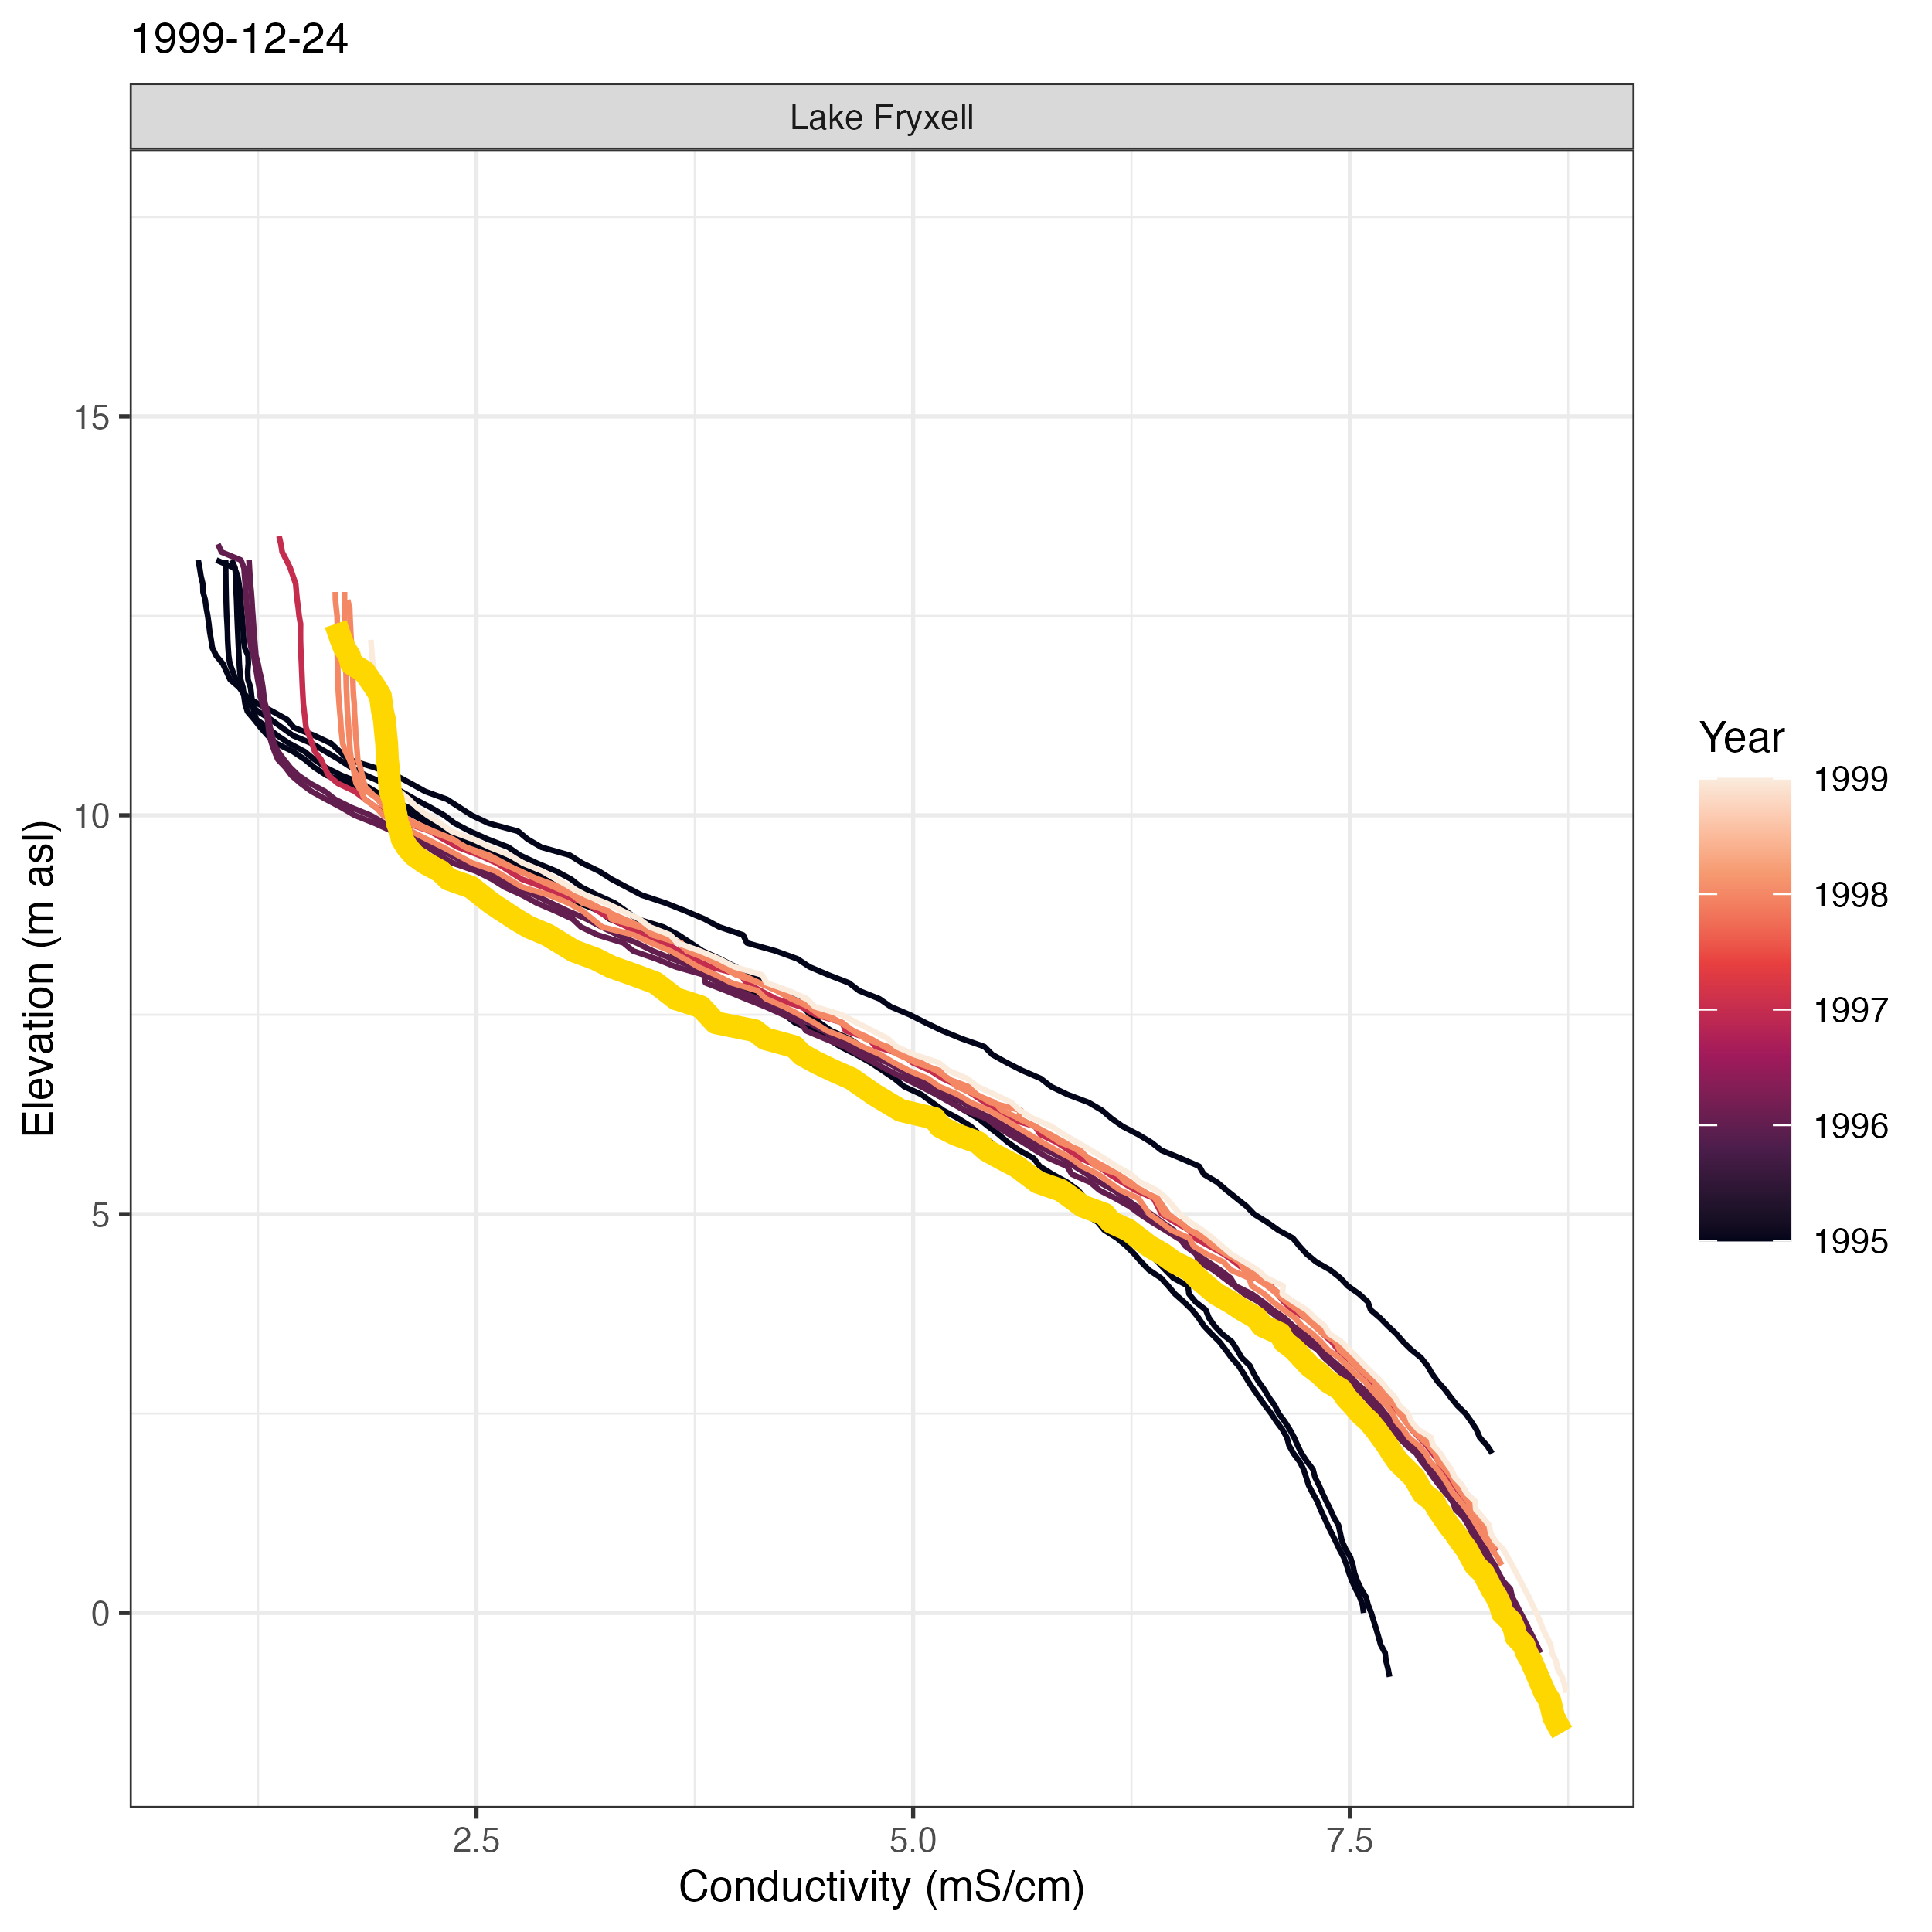 1999-12-24
Lake Fryxell
15
10
5
0
Elevation (m asl)
2.5 5.0 7.5
Conductivity (mS/cm)
Year
1999
1998
1997
1996
1995